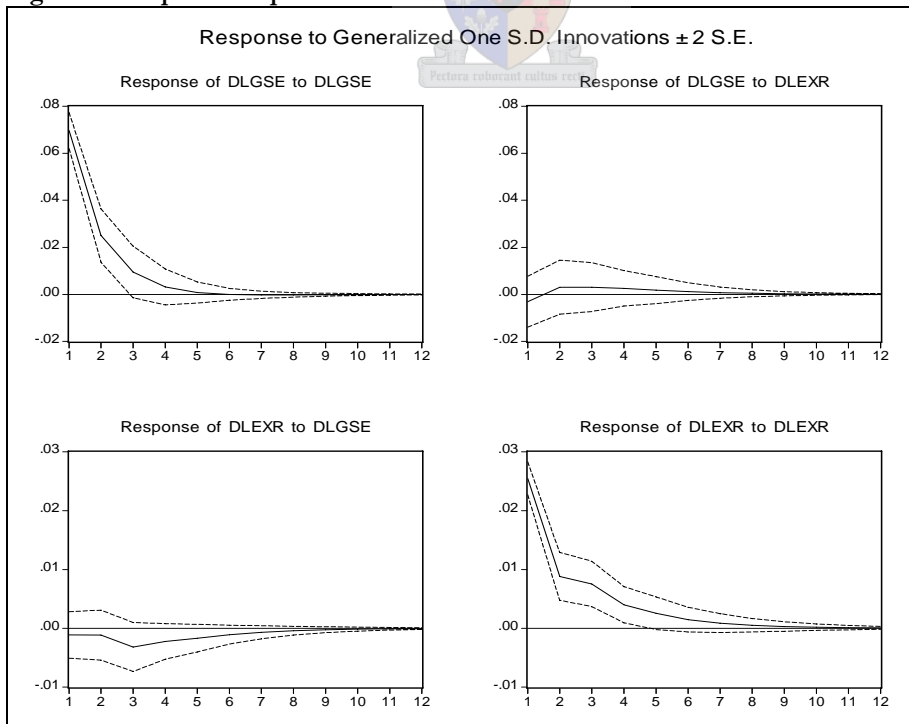 Response to Generalized One S.D. Innovations ± 2 S.E.
Pectora roborant cultus recti
Response of DLGSE to DLGSE
.08
.06
.04
.02
.00
-.02
1 2 3 4 5 6 7 8 9 10 11 12
Response of DLGSE to DLEXR
.08
.06
.04
.02
.00
-.02
1 2 3 4 5 6 7 8 9 10 11 12
Response of DLEXR to DLGSE
.03
.02
.01
.00
-.01
1 2 3 4 5 6 7 8 9 10 11 12
Response of DLEXR to DLEXR
.03
.02
.01
.00
-.01
1 2 3 4 5 6 7 8 9 10 11 12